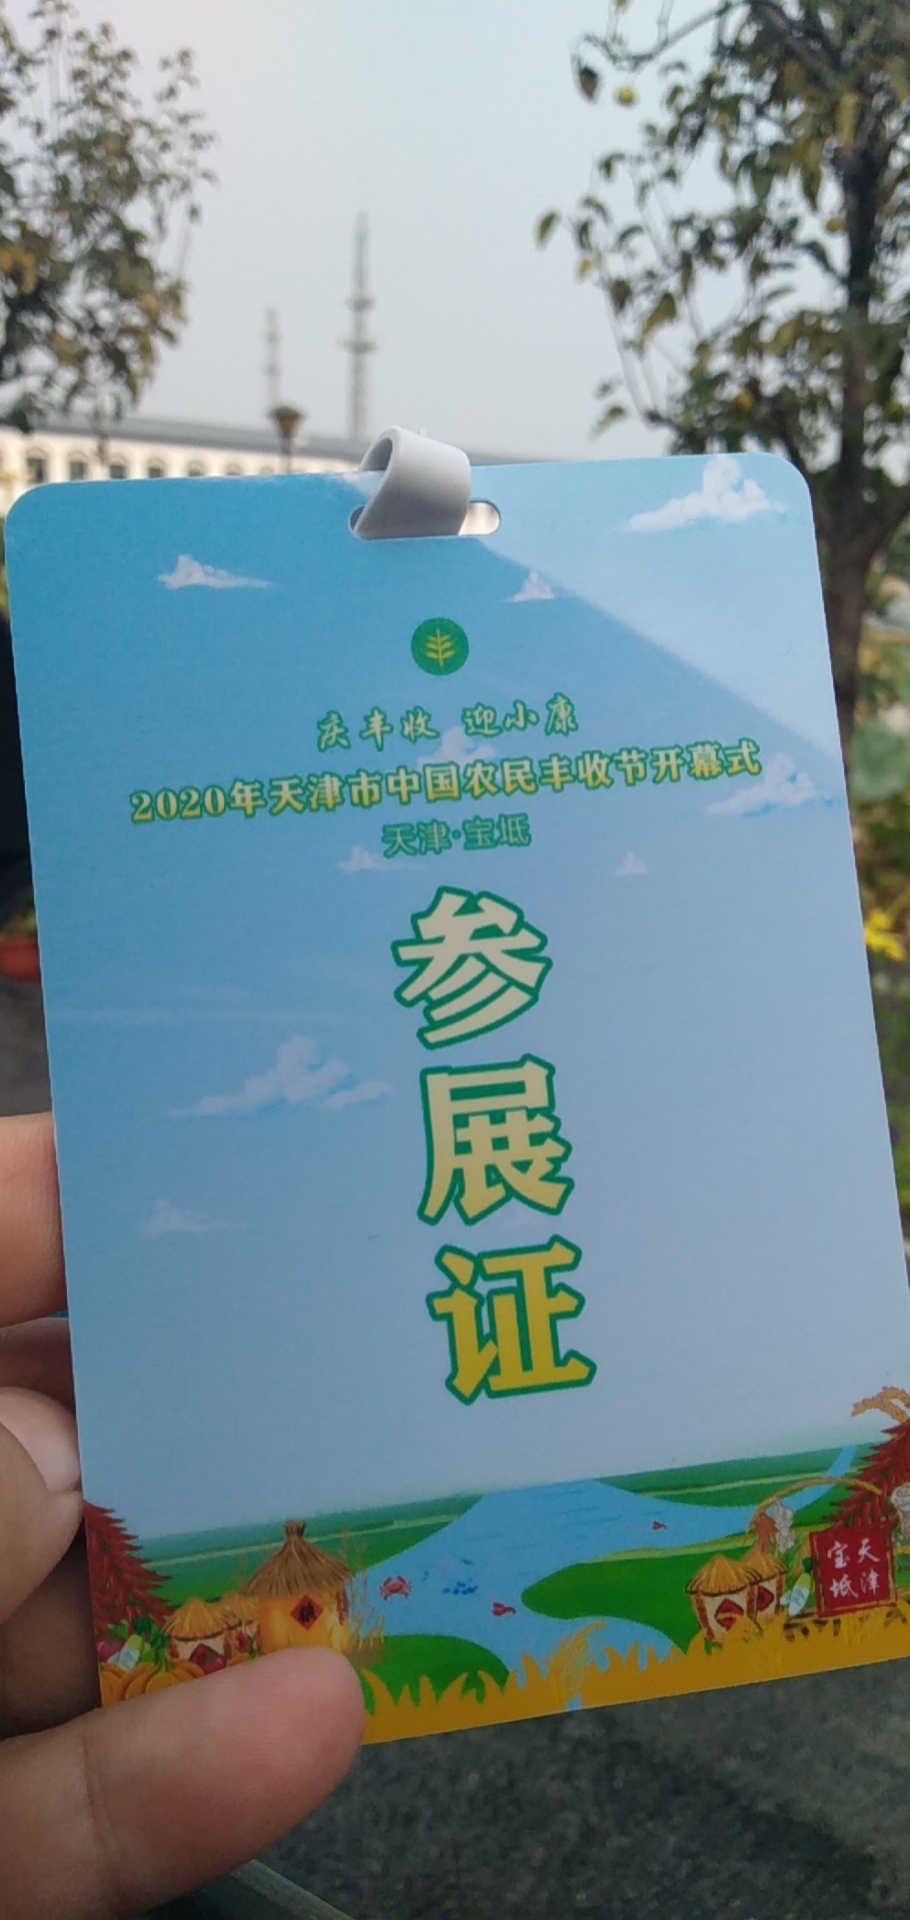 庆丰收 迎小康
2020年天津市中国农民丰收节开幕式
天津·宝坻
参
展
证
天津
宝坻